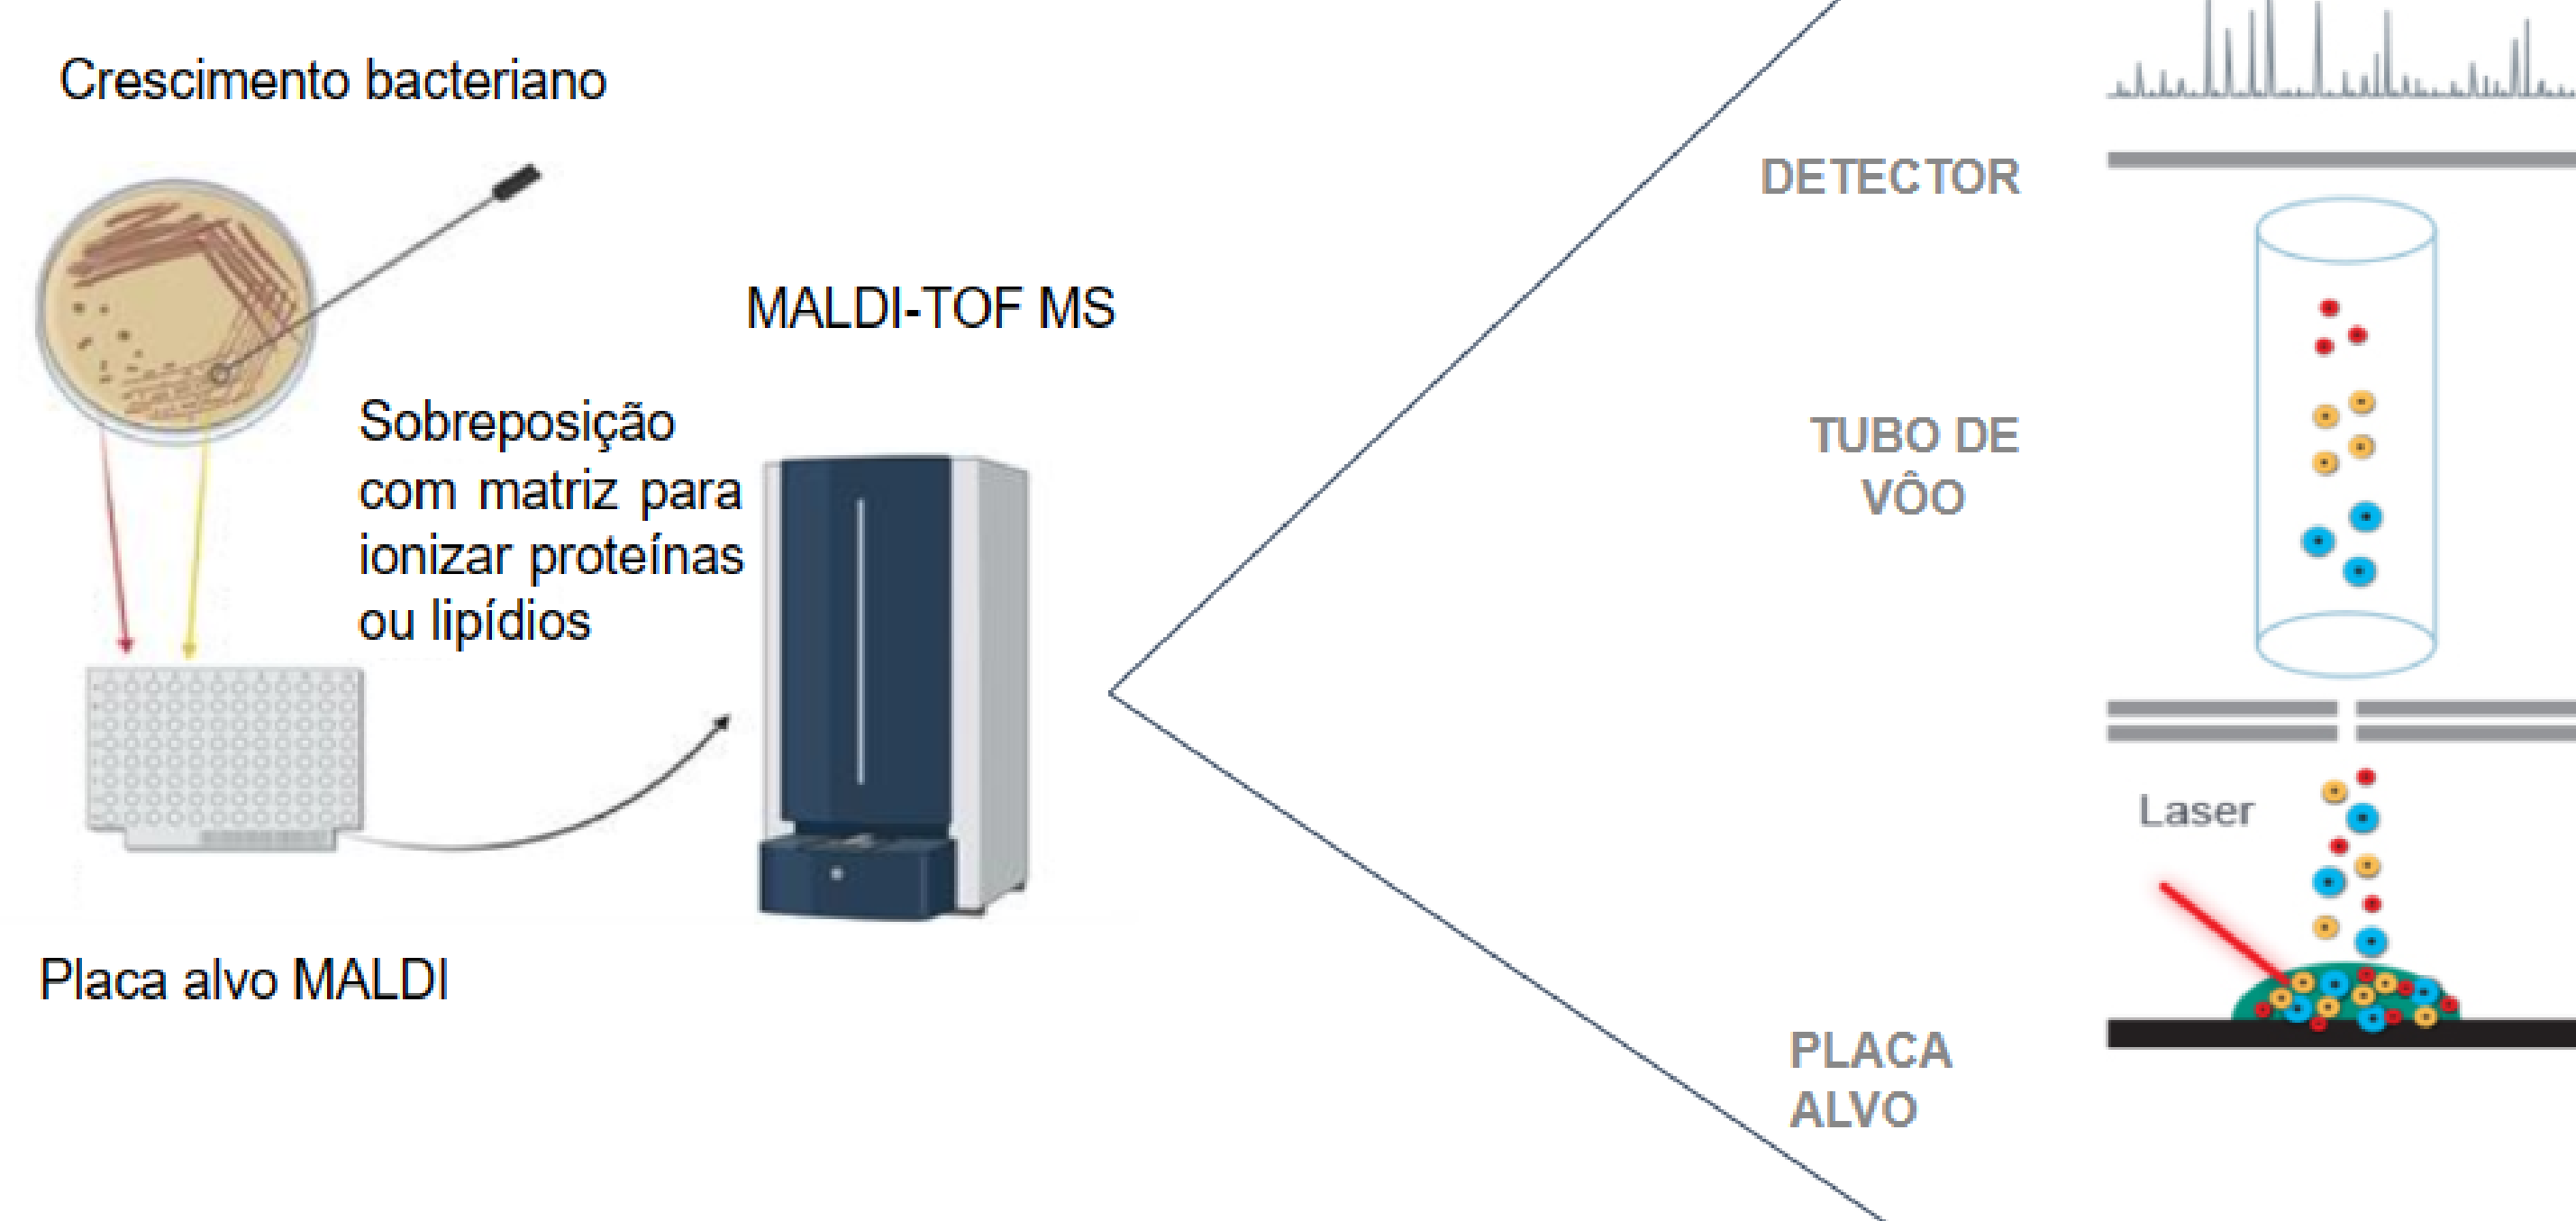 Crescimento bacteriano
MALDI-TOF MS
Sobreposição
com matriz para
ionizar proteínas
ou lipídios
Placa alvo MALDI
DETECTOR
TUBO DE
VÔO
Laser
PLACA
ALVO